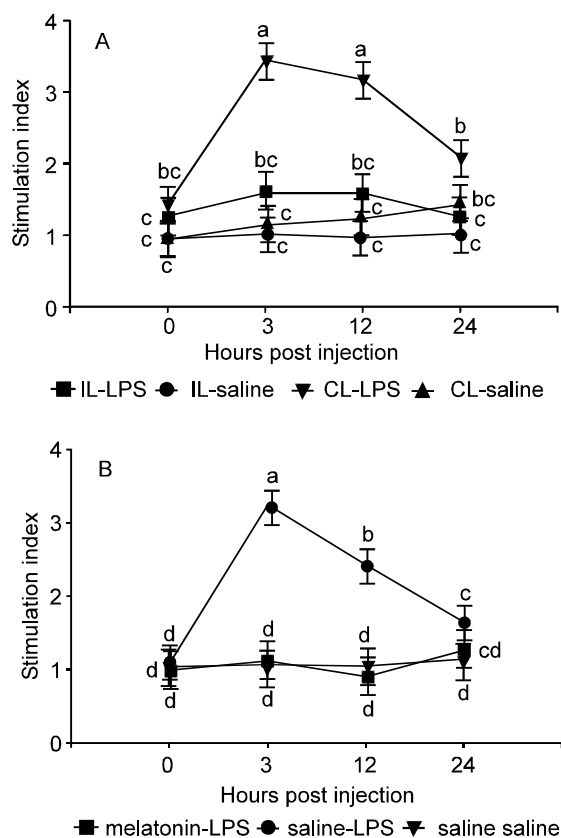 A
Stimulation index
4
3
2
1
0
a
a
b
bc
bc
bc
bc
c
c
c
c
c
c
c
c
c
0 3 12 24
Hours post injection
IL-LPS IL-saline CL-LPS CL-saline
B
Stimulation index
4
3
2
1
0
a
b
c
d
d
d
d
cd
d
d
d
d
0 3 12 24
Hours post injection
melatonin-LPS saline-LPS saline saline